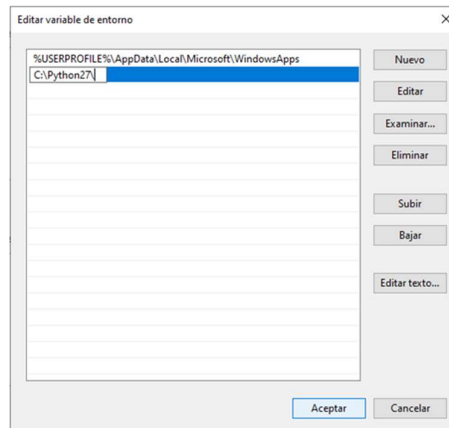 Editar variable de entorno
%USERPROFILE%\AppData\Local\Microsoft\WindowsApps
C:\Python27\
Nuevo
Editar
Examinar...
Eliminar
Subir
Bajar
Editar texto...
Aceptar
Cancelar